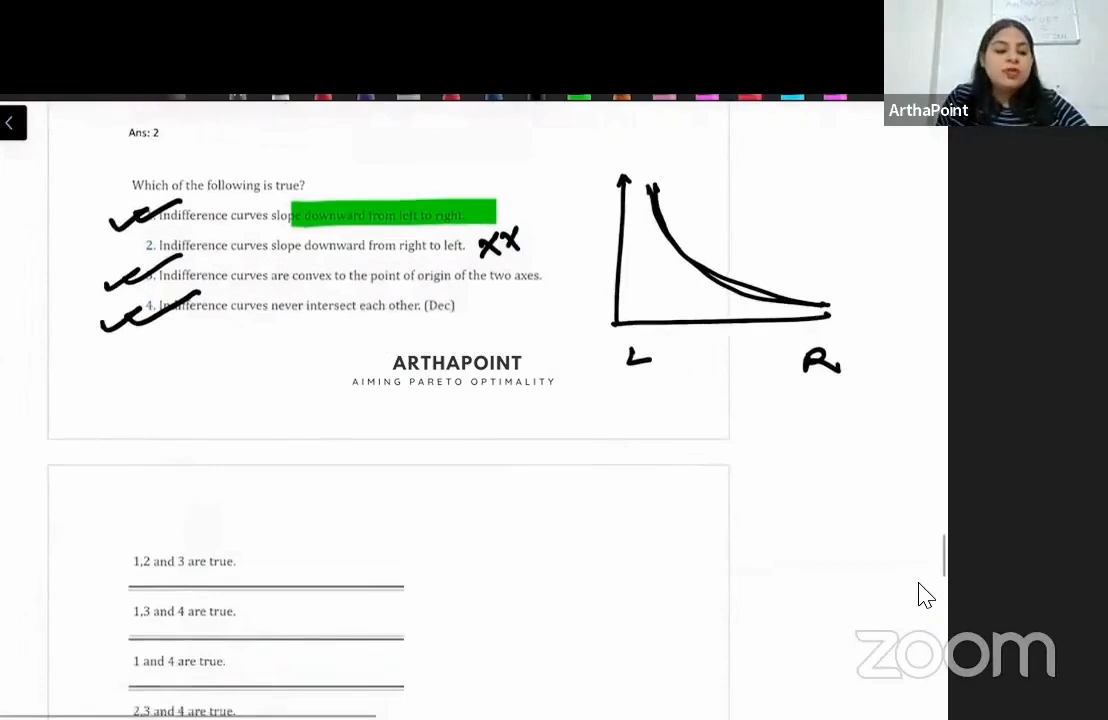 ArthaPoint
Ans: 2
Which of the following is true?
Indifference curves slope downward from left to right.
2. Indifference curves slope downward from right to left. XX
Indifference curves are convex to the point of origin of the two axes.
4. Indifference curves never intersect each other. (Dec)
L R
ARTHAPOINT
AIMING PARETO OPTIMALITY
1,2 and 3 are true.
1,3 and 4 are true.
1 and 4 are true.
2,3 and 4 are true.
zoom